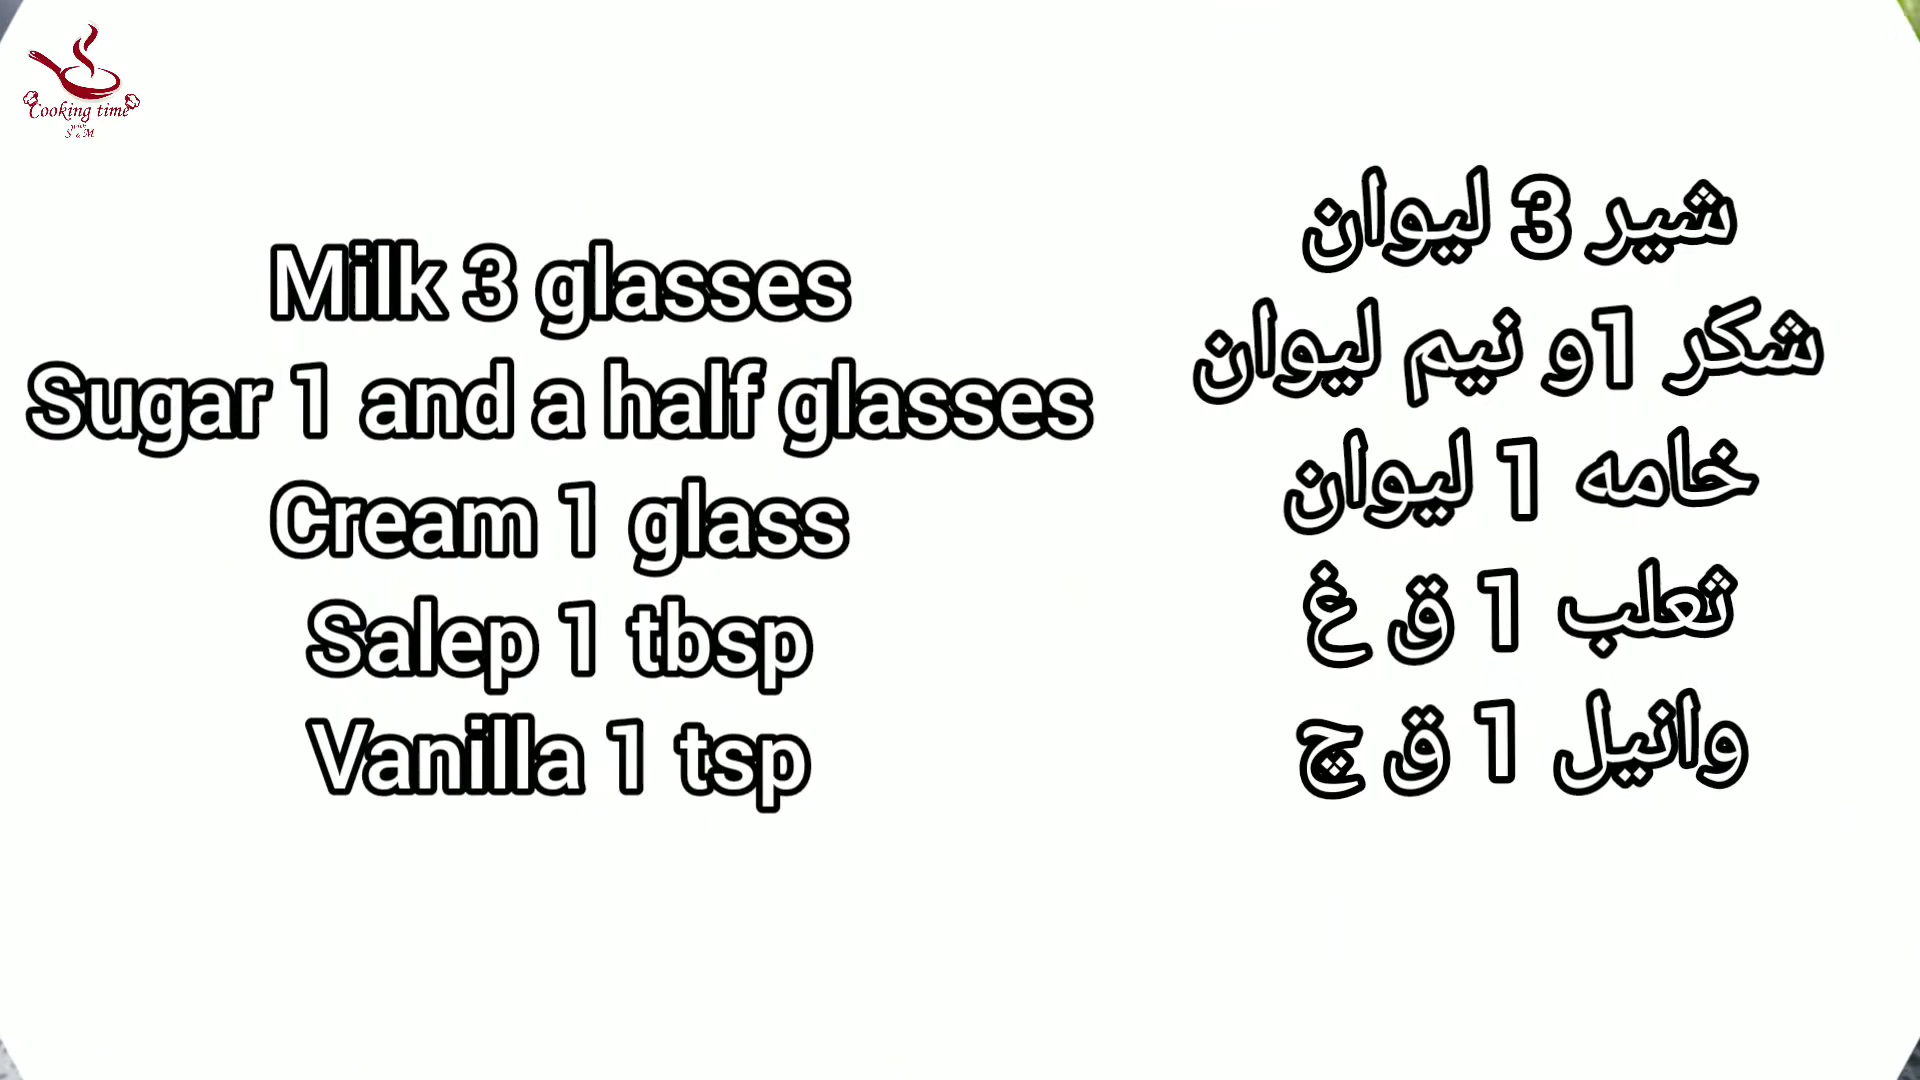 Cooking time
with
S & M
Milk 3 glasses
Sugar 1 and a half glasses
Cream 1 glass
Salep 1 tbsp
Vanilla 1 tsp
شیر 3 لیوان
شکر 1و نیم لیوان
خامه 1 لیوان
ثعلب 1 ق غ
وانیل 1 ق چ